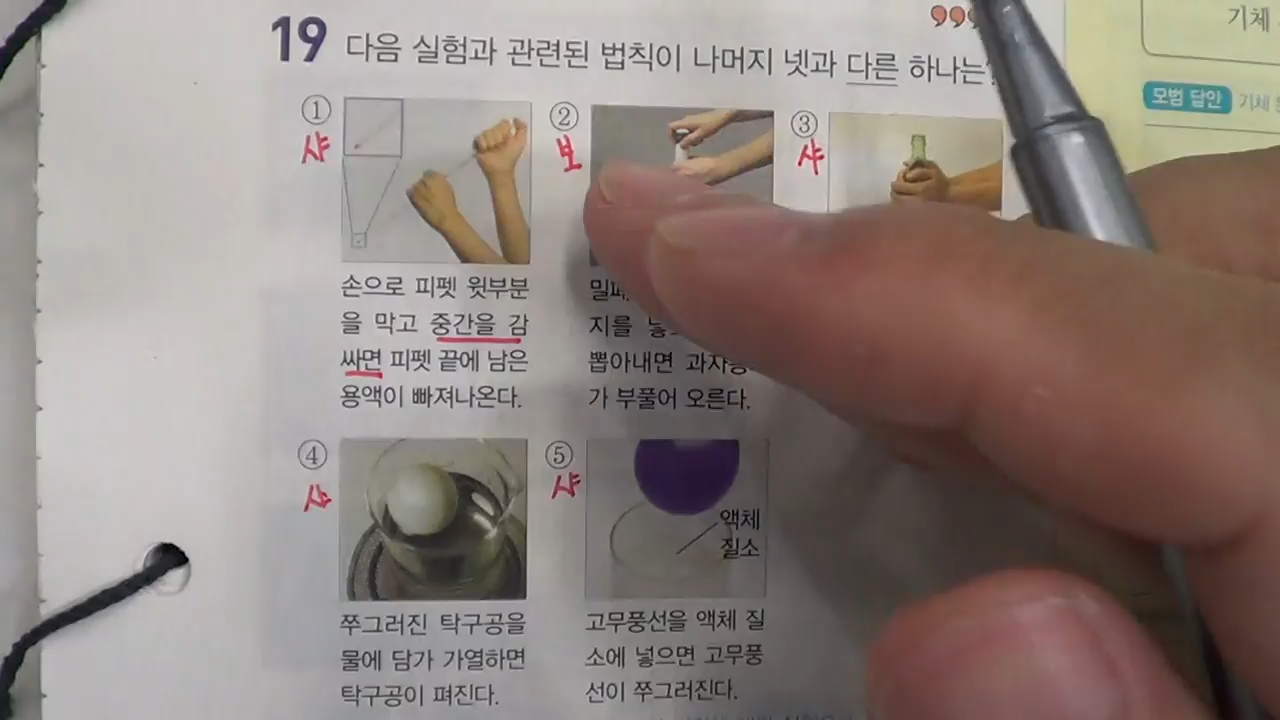 19 다음 실험과 관련된 법칙이 나머지 넷과 다른 하나는?
기체
모범 답안 기체
①
샤
손으로 피펫 윗부분
을 막고 중간을 감
싸면 피펫 끝에 남은
용액이 빠져나온다.
②
보
지를
뽑아내면
가 부풀어 오른다.
③
샤
④
샤
쭈그러진 탁구공을
물에 담가 가열하면
탁구공이 펴진다.
⑤
샤
액체
질소
고무풍선을 액체 질
소에 넣으면 고무풍
선이 쭈그러진다.